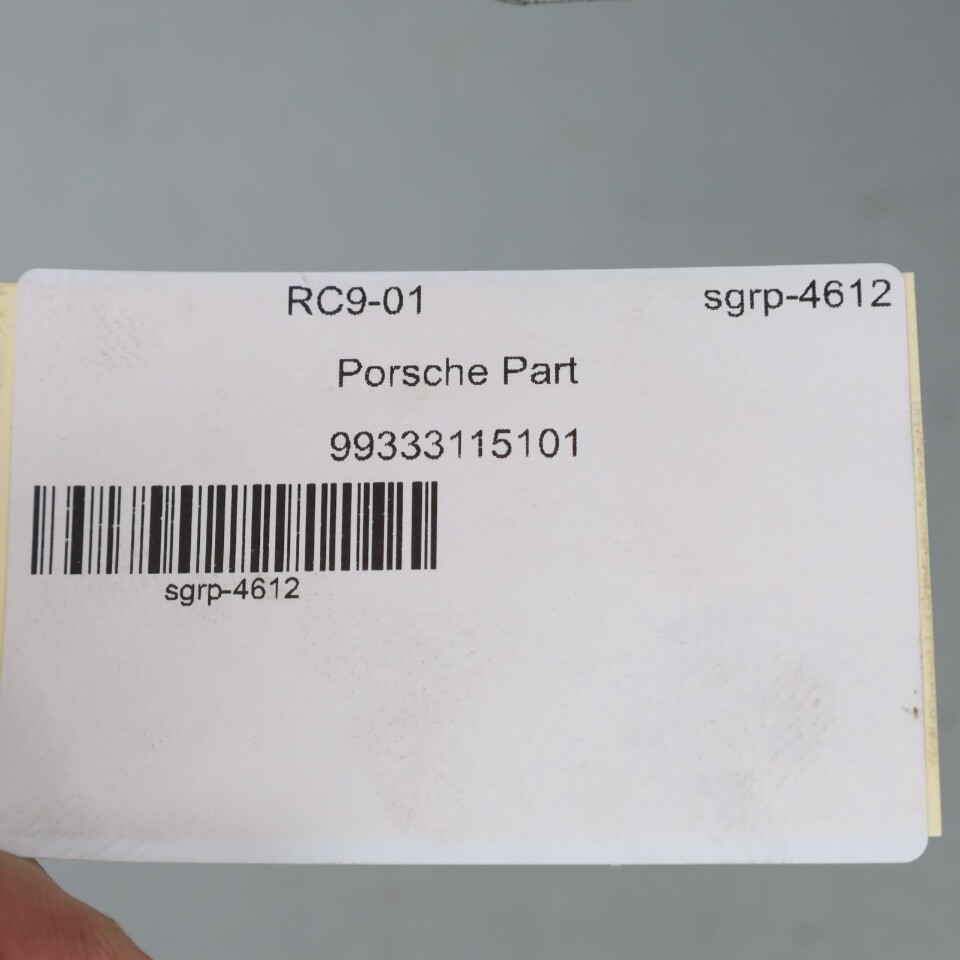 RC9-01 sgrp-4612
Porsche Part
99333115101
sgrp-4612